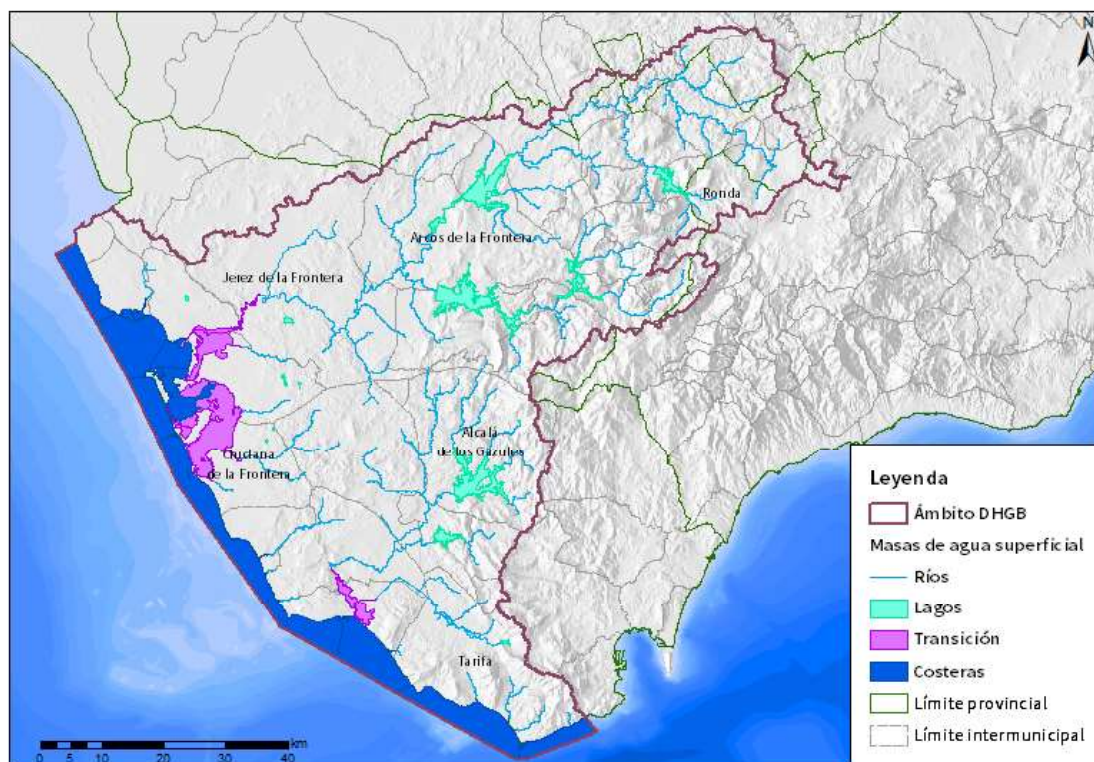 N
Ronda
Arcos de la Frontera
Jerez de la Frontera
Alcalá
de los Gazules
Chiclana
de la Frontera
Tarifa
km
0 5 10 20 30 40
Leyenda
Ámbito DHGB
Masas de agua superficial
Ríos
Lagos
Transición
Costeras
Límite provincial
Límite intermunicipal